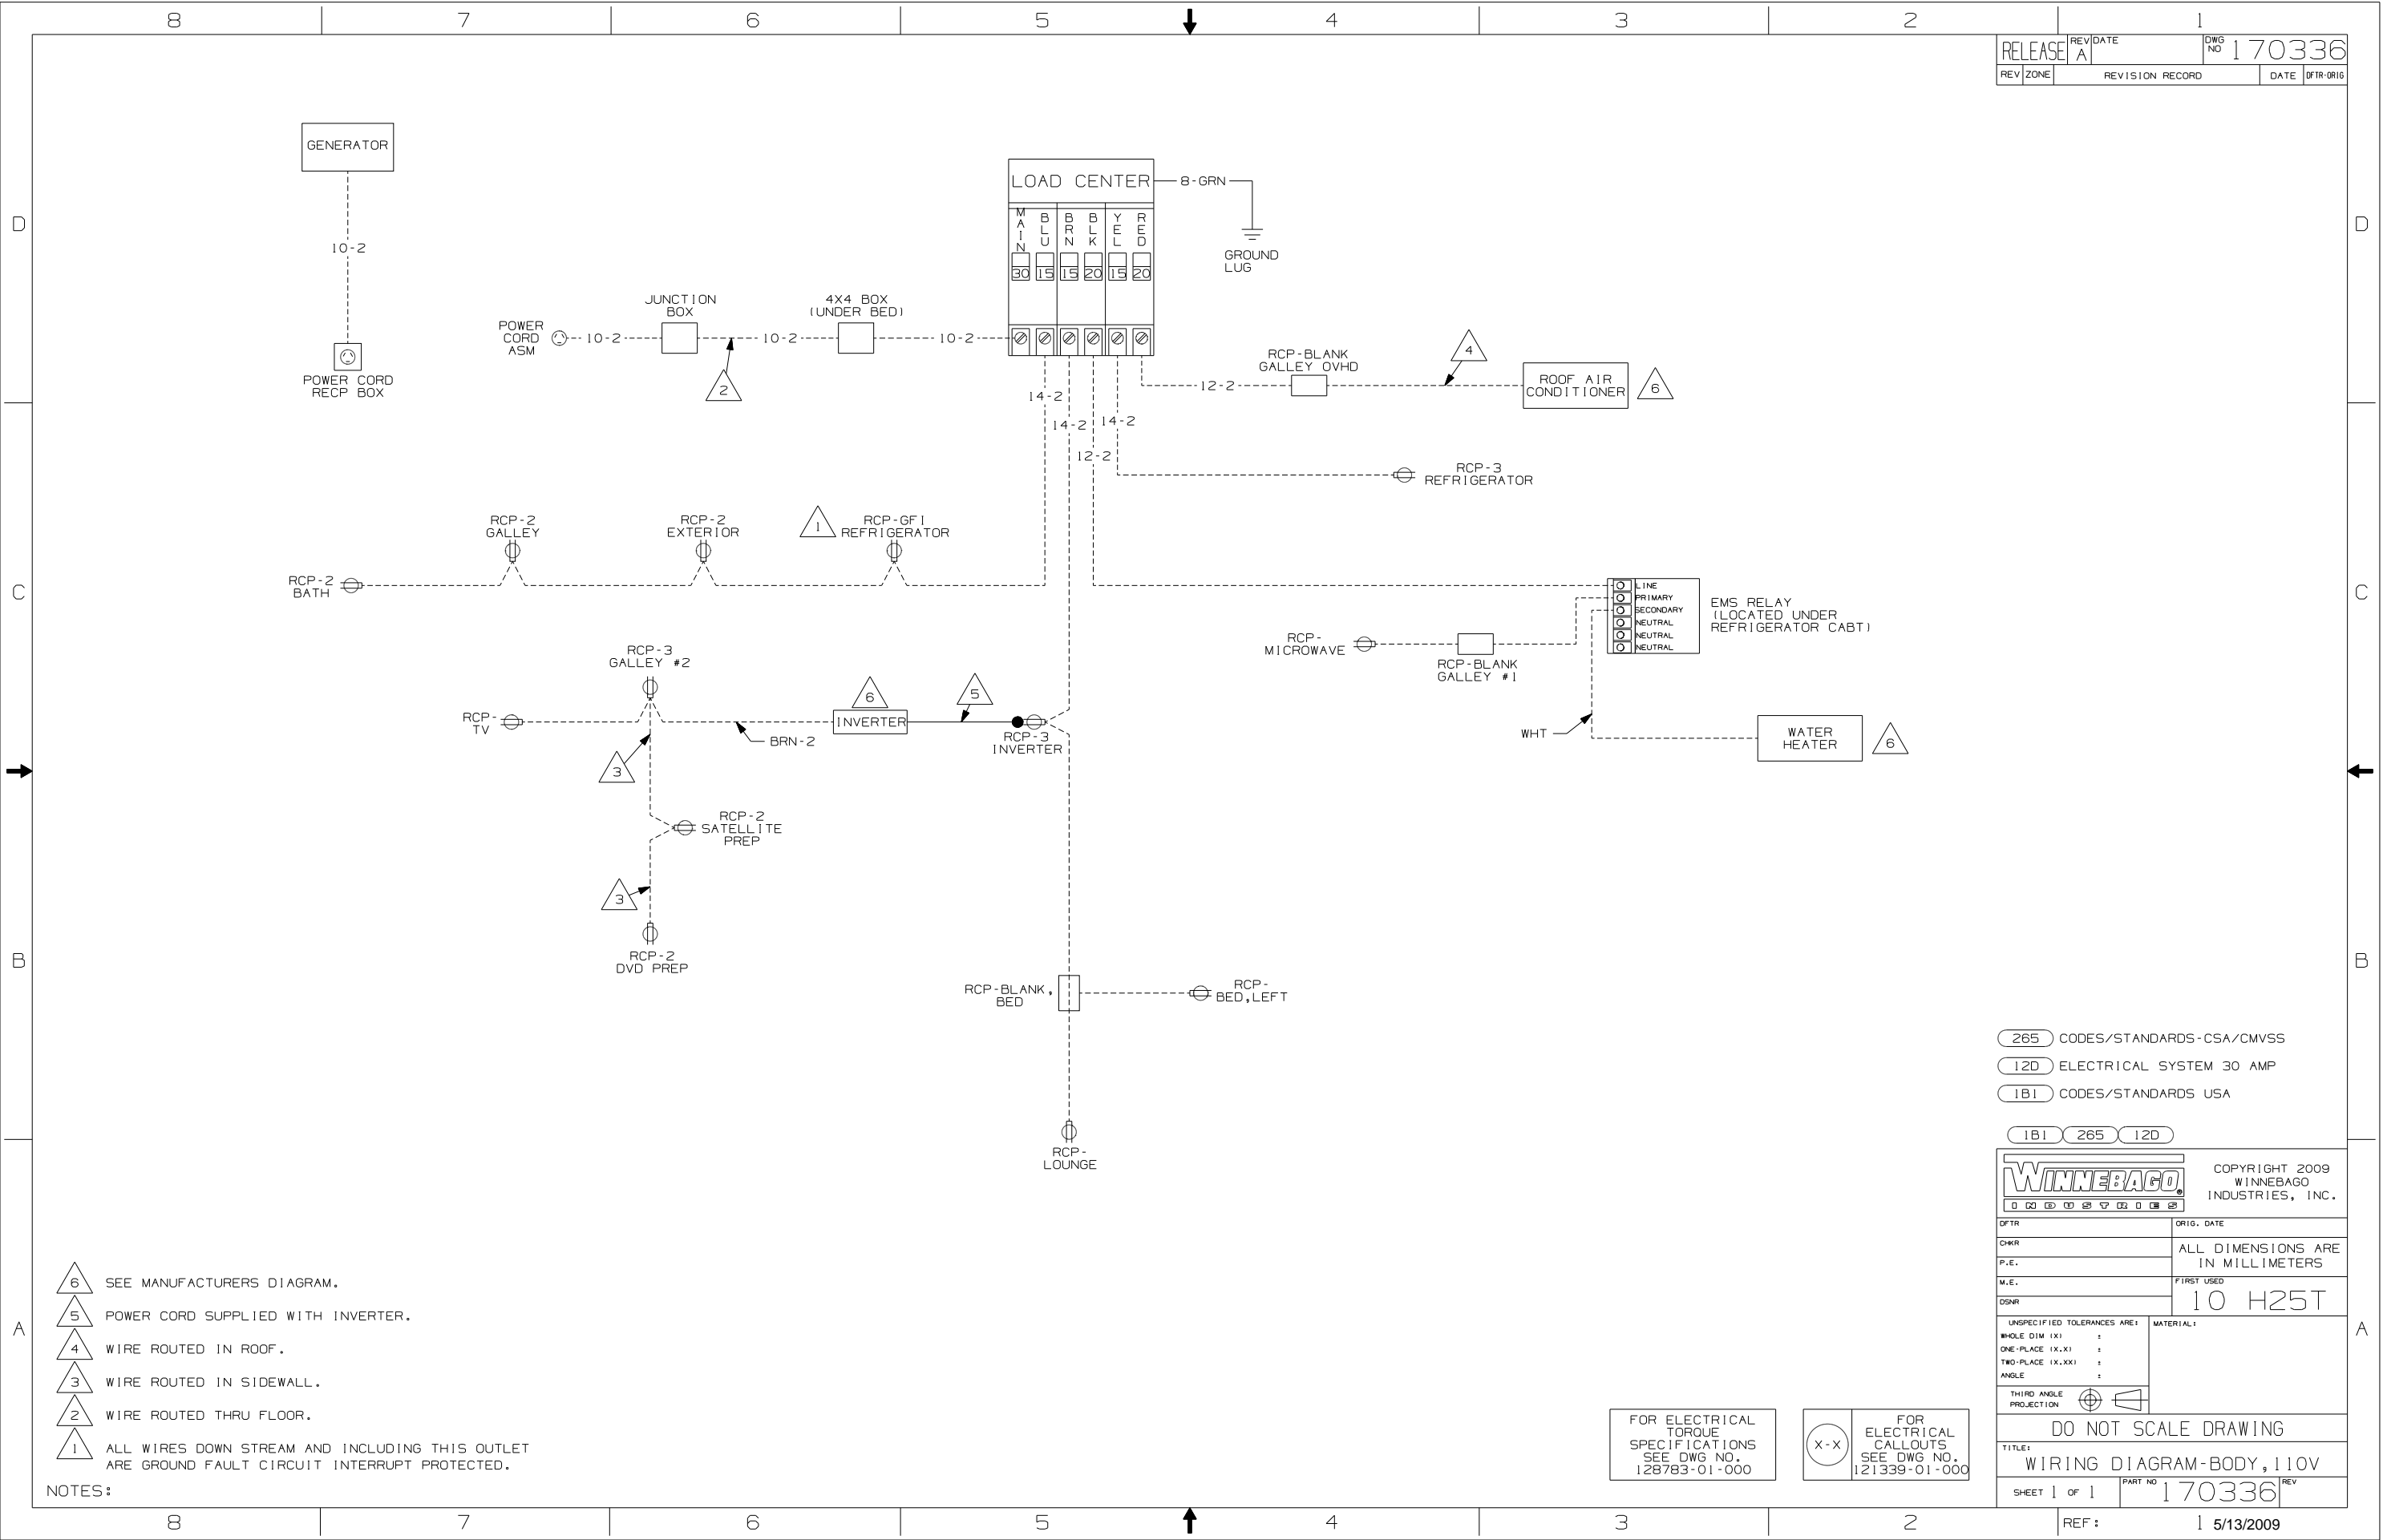 8 7 6 5 4 3 2 1
RELEASE
REV
A
DATE
DWG
NO
170336
REV ZONE REVISION RECORD DATE DFTR-ORIG
GENERATOR
10-2
POWER CORD
RECP BOX
LOAD CENTER
8-GRN
GROUND
LUG
MAIN BLU BRN BLK YEL RED
30 15 15 20 15 20
D
D
POWER
CORD
ASM
10-2
JUNCTION
BOX
10-2
2
4X4 BOX
(UNDER BED)
10-2
14-2
14-2
12-2
14-2
12-2
RCP-BLANK
GALLEY OVHD
4
ROOF AIR
CONDITIONER
6
RCP-3
REFRIGERATOR
RCP-2
GALLEY
RCP-2
EXTERIOR
1
RCP-GFI
REFRIGERATOR
RCP-2
BATH
C
C
LINE
PRIMARY
SECONDARY
NEUTRAL
NEUTRAL
NEUTRAL
EMS RELAY
(LOCATED UNDER
REFRIGERATOR CABT)
RCP-
MICROWAVE
RCP-BLANK
GALLEY #1
RCP-3
GALLEY #2
RCP-
TV
BRN-2
6
INVERTER
5
RCP-3
INVERTER
WHT
WATER
HEATER
6
3
RCP-2
SATELLITE
PREP
3
RCP-2
DVD PREP
B
B
RCP-BLANK,
BED
RCP-
BED,LEFT
RCP-
LOUNGE
265 CODES/STANDARDS-CSA/CMVSS
12D ELECTRICAL SYSTEM 30 AMP
1B1 CODES/STANDARDS USA
1B1 265 12D
WINNEBAGO®
INDUSTRIES
COPYRIGHT 2009
WINNEBAGO
INDUSTRIES, INC.
DFTR
ORIG. DATE
CHKR
P.E.
ALL DIMENSIONS ARE
IN MILLIMETERS
M.E.
DSNR
FIRST USED
10 H25T
UNSPECIFIED TOLERANCES ARE:
WHOLE DIM (X) ±
ONE-PLACE (X.X) ±
TWO-PLACE (X.XX) ±
ANGLE ±
MATERIAL:
THIRD ANGLE
PROJECTION
DO NOT SCALE DRAWING
TITLE:
WIRING DIAGRAM-BODY,110V
SHEET 1 OF 1
PART NO
170336
REV
A
A
6 SEE MANUFACTURERS DIAGRAM.
5 POWER CORD SUPPLIED WITH INVERTER.
4 WIRE ROUTED IN ROOF.
3 WIRE ROUTED IN SIDEWALL.
2 WIRE ROUTED THRU FLOOR.
1 ALL WIRES DOWN STREAM AND INCLUDING THIS OUTLET
ARE GROUND FAULT CIRCUIT INTERRUPT PROTECTED.
NOTES:
FOR ELECTRICAL
TORQUE
SPECIFICATIONS
SEE DWG NO.
128783-01-000
X-X
FOR
ELECTRICAL
CALLOUTS
SEE DWG NO.
121339-01-000
8 7 6 5 4 3 2 1
REF:
5/13/2009